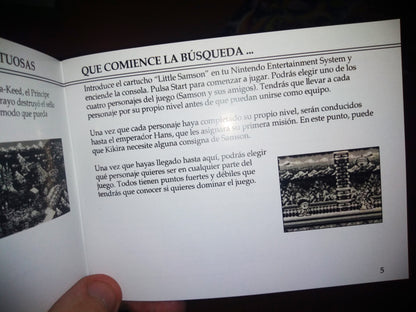 TUOSAS
a-Keed, el Príncipe
rayo destruyó el sello
modo que pueda
QUE COMIENCE LA BÚSQUEDA ...
Introduce el cartucho "Little Samson" en tu Nintendo Entertainment System y
enciende la consola. Pulsa Start para comenzar a jugar. Podrás elegir uno de los
cuatro personajes del juego (Samson y sus amigos). Tendrás que llevar a cada
personaje por su propio nivel antes de que puedan unirse como equipo.
Una vez que cada personaje haya completado su propio nivel, serán conducidos
hasta el emperador Hans, que les asignará su primera misión. En este punto, puede
que Kikira necesite alguna consigna de Samson.
Una vez que hayas llegado hasta aquí, podrás elegir
qué personaje quieres ser en cualquier parte del
juego. Todos tienen puntos fuertes y débiles que
tendrás que conocer si quieres dominar el juego.
5